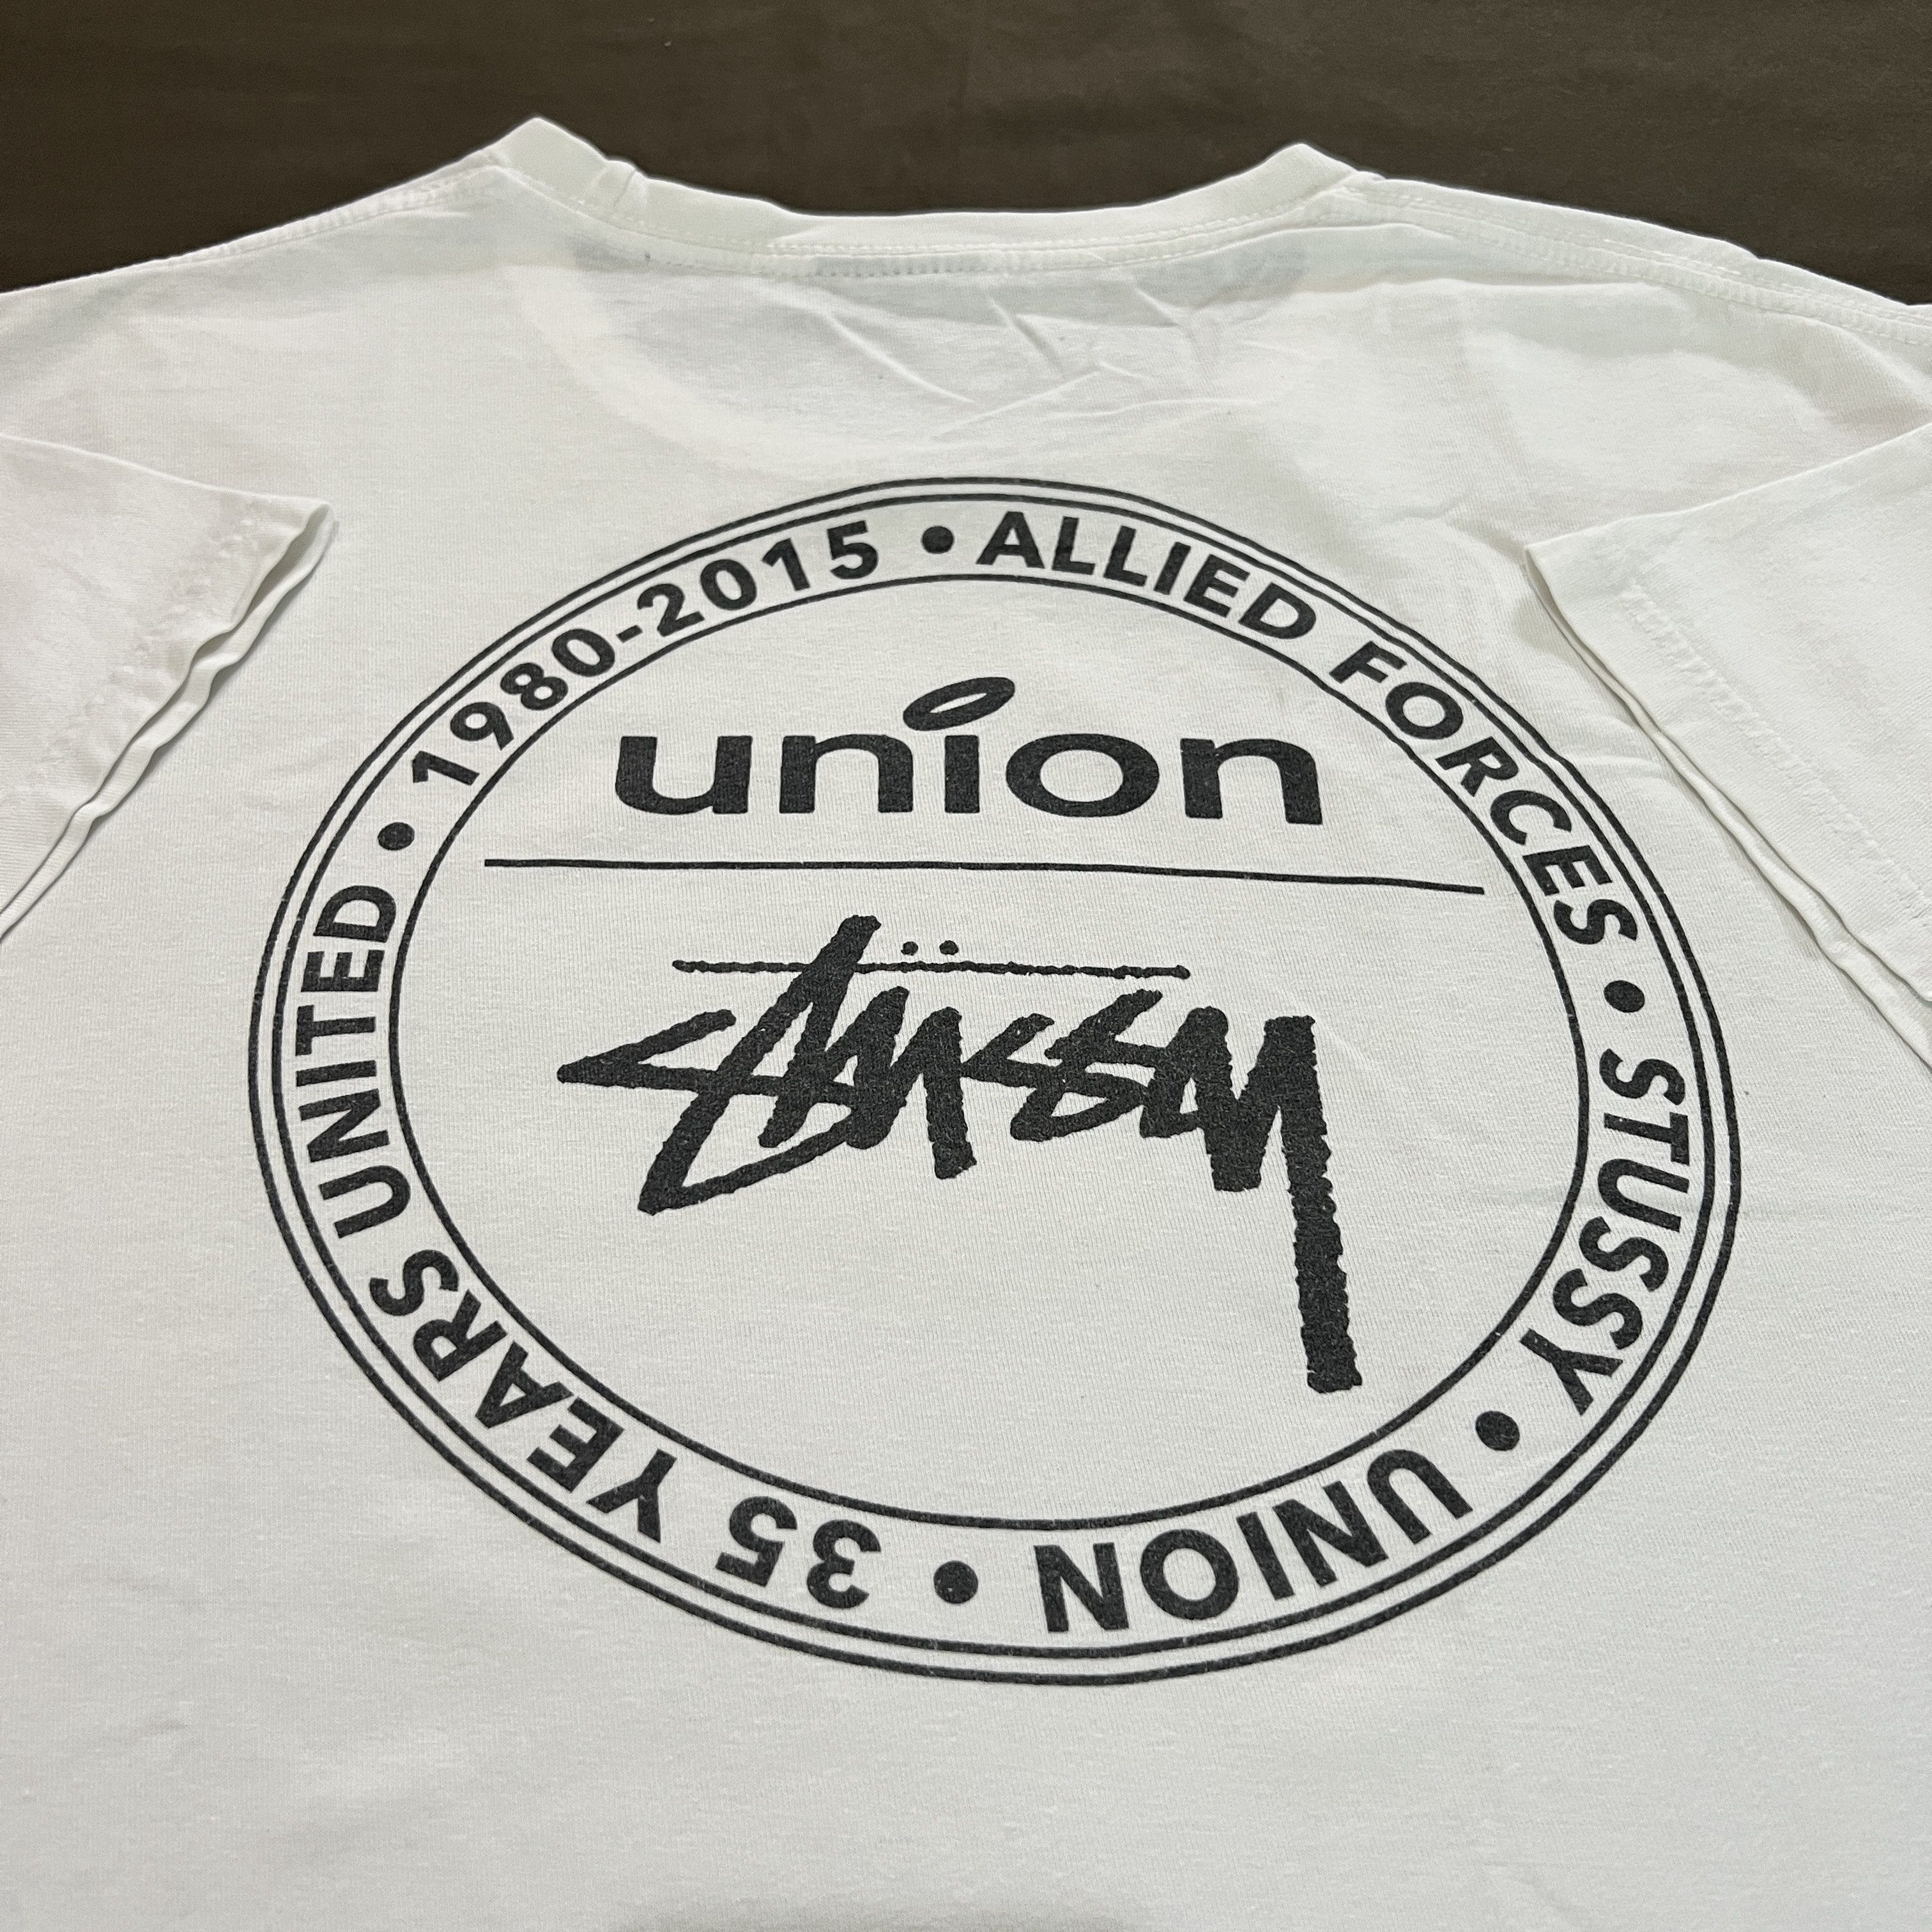 1980-2015 • ALLIED FORCES • STUSSY • UNION • 35 YEARS UNITED •
union
Stüssy